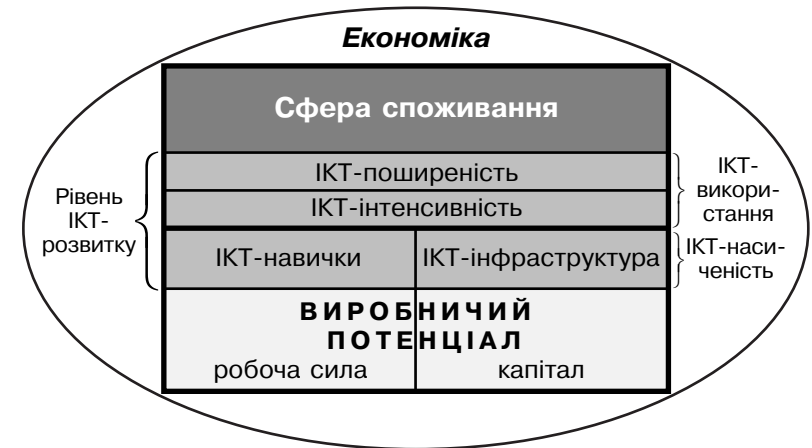 Економіка
Сфера споживання
ІКТ-поширеність
ІКТ-інтенсивність
Рівень
ІКТ-
розвитку
ІКТ-
викори-
стання
ІКТ-навички
ІКТ-інфраструктура
ІКТ-наси-
ченість
ВИРОБНИЧИЙ
ПОТЕНЦІАЛ
робоча сила
капітал